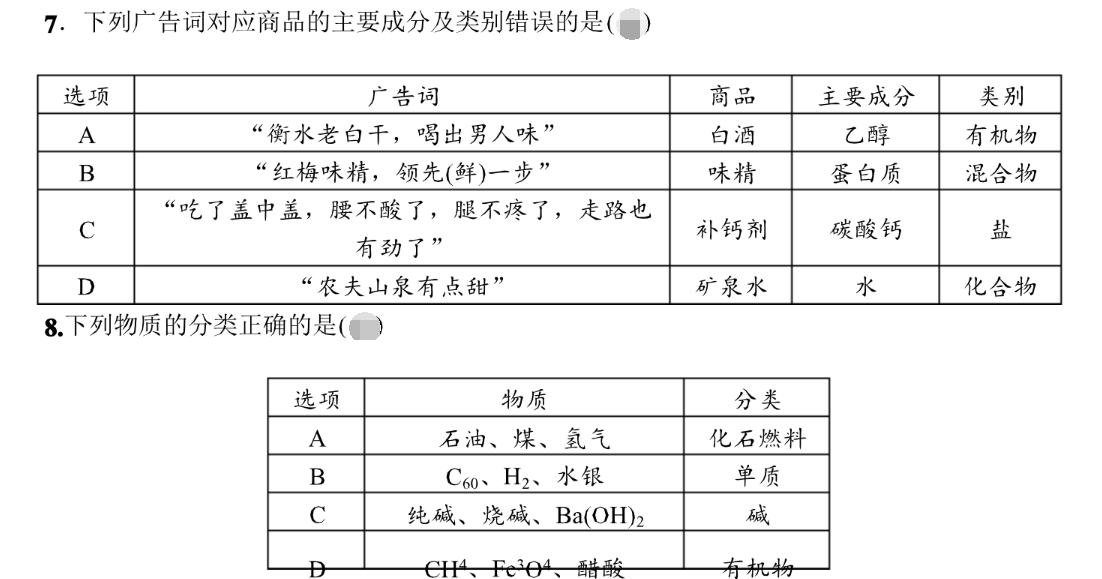 7．下列广告词对应商品的主要成分及类别错误的是( )
选项 广告词 商品 主要成分 类别
A “衡水老白干，喝出男人味” 白酒 乙醇 有机物
B “红梅味精，领先(鲜)一步” 味精 蛋白质 混合物
C “吃了盖中盖，腰不酸了，腿不疼了，走路也
有劲了” 补钙剂 碳酸钙 盐
D “农夫山泉有点甜” 矿泉水 水 化合物
8.下列物质的分类正确的是( )
选项 物质 分类
A 石油、煤、氢气 化石燃料
B C₆₀、H₂、水银 单质
C 纯碱、烧碱、Ba(OH)₂ 碱
D CH⁴、Fe³O⁴、醋酸 有机物